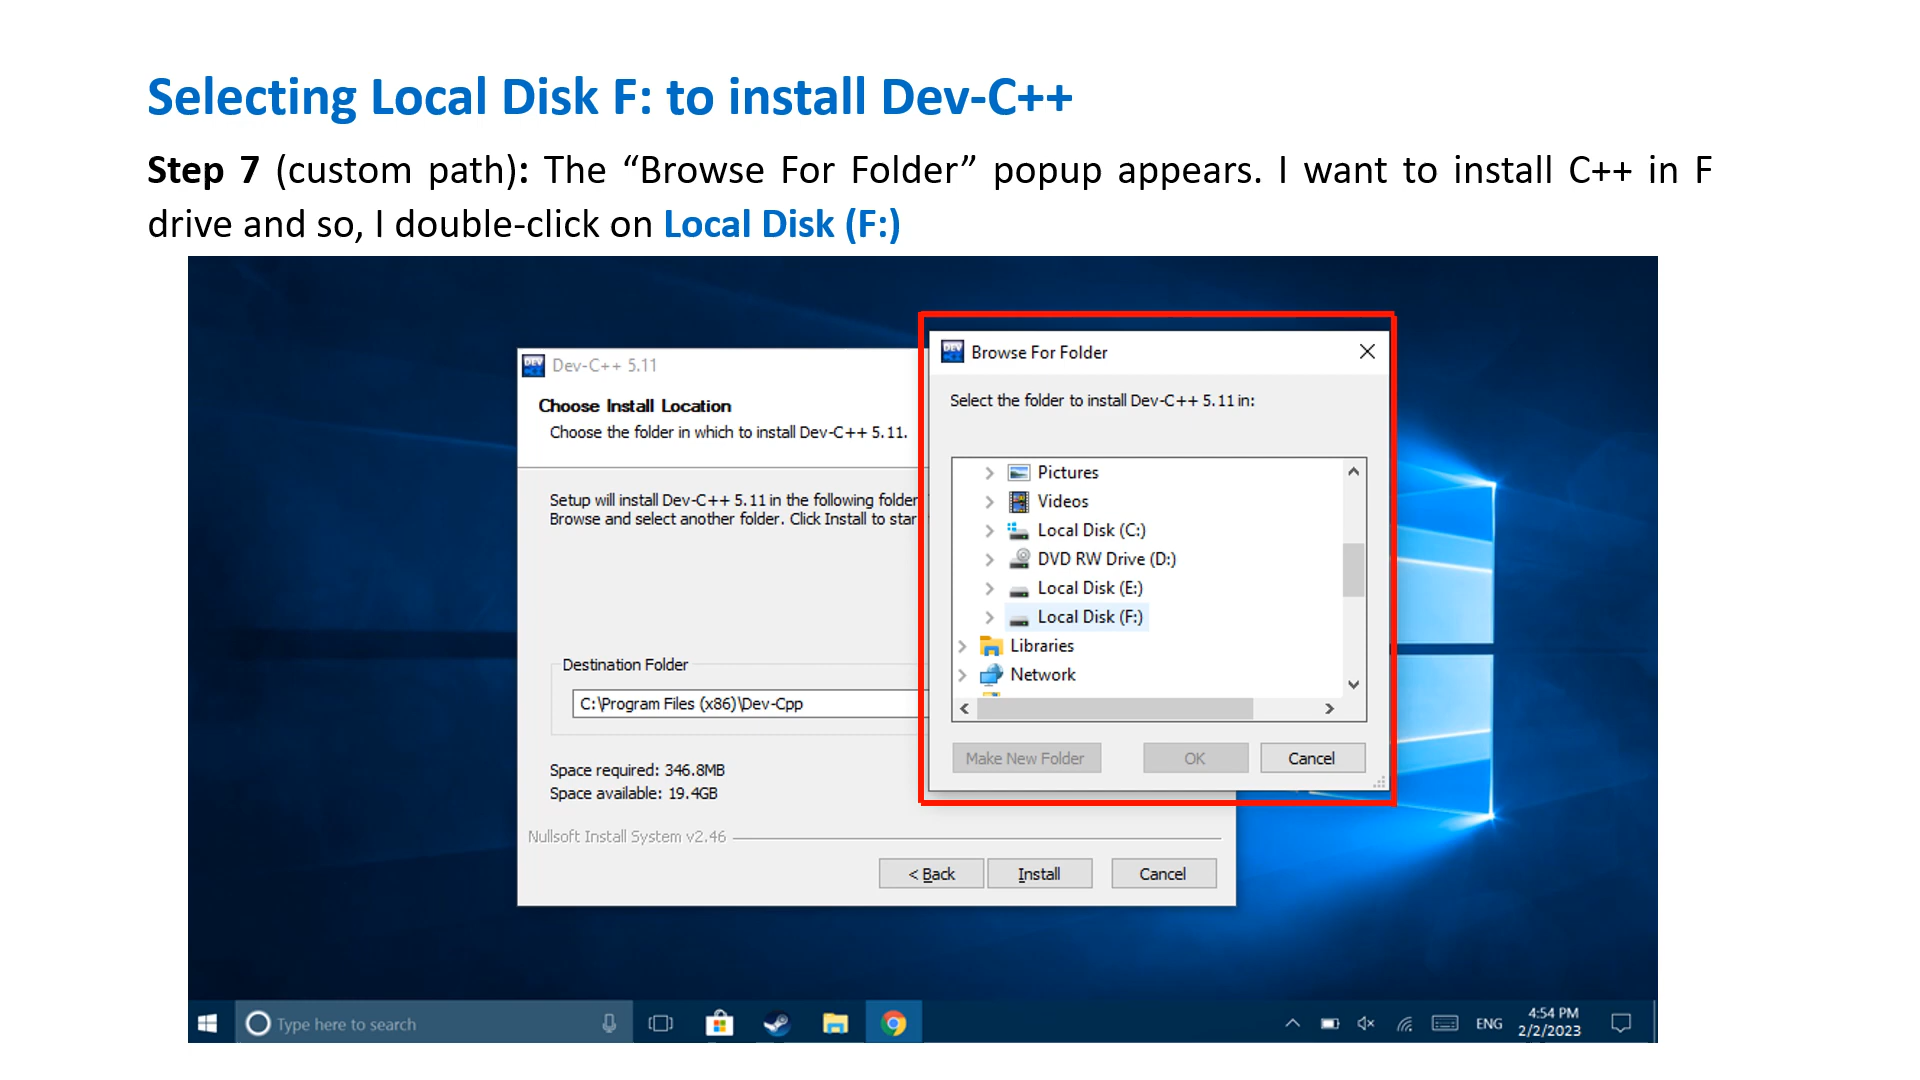 Selecting Local Disk F: to install Dev-C++
Step 7 (custom path): The “Browse For Folder” popup appears. I want to install C++ in F
drive and so, I double-click on Local Disk (F:)
Dev-C++ 5.11
Choose Install Location
Choose the folder in which to install Dev-C++ 5.11.
Setup will install Dev-C++ 5.11 in the following folder
Browse and select another folder. Click Install to star
Destination Folder
C:\Program Files (x86)\Dev-Cpp
Space required: 346.8MB
Space available: 19.4GB
Nullsoft Install System v2.46
< Back
Install
Cancel
Browse For Folder
Select the folder to install Dev-C++ 5.11 in:
Pictures
Videos
Local Disk (C:)
DVD RW Drive (D:)
Local Disk (E:)
Local Disk (F:)
Libraries
Network
Make New Folder
OK
Cancel
Type here to search
ENG
4:54 PM
2/2/2023